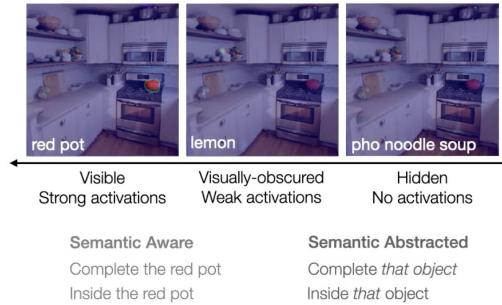 red pot
lemon
pho noodle soup
Visible
Strong activations
Visually-obscured
Weak activations
Hidden
No activations
Semantic Aware
Complete the red pot
Inside the red pot
Semantic Abstracted
Complete that object
Inside that object